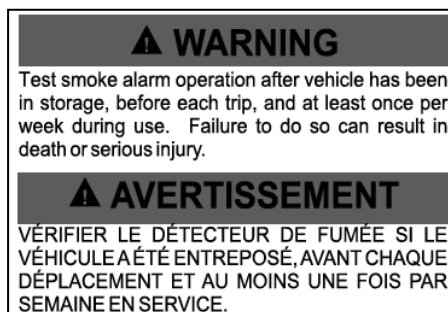 ⚠ WARNING
Test smoke alarm operation after vehicle has been
in storage, before each trip, and at least once per
week during use. Failure to do so can result in
death or serious injury.
⚠ AVERTISSEMENT
VÉRIFIER LE DÉTECTEUR DE FUMÉE SI LE
VÉHICULE A ÉTÉ ENTREPOSÉ, AVANT CHAQUE
DÉPLACEMENT ET AU MOINS UNE FOIS PAR
SEMAINE EN SERVICE.